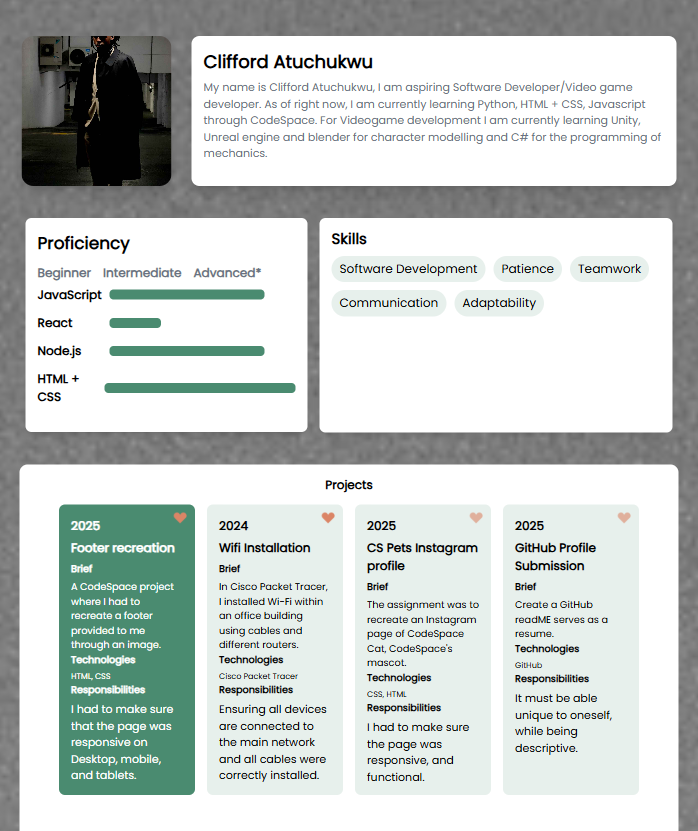 Clifford Atuchukwu
My name is Clifford Atuchukwu, I am aspiring Software Developer/Video game
developer. As of right now, I am currently learning Python, HTML + CSS, Javascript
through CodeSpace. For Videogame development I am currently learning Unity,
Unreal engine and blender for character modelling and C# for the programming of
mechanics.
Proficiency
Beginner Intermediate Advanced*
JavaScript
React
Node.js
HTML +
CSS
Skills
Software Development Patience Teamwork
Communication Adaptability
Projects
2025
Footer recreation
Brief
A CodeSpace project
where I had to
recreate a footer
provided to me
through an image.
Technologies
HTML, CSS
Responsibilities
I had to make sure
that the page was
responsive on
Desktop, mobile,
and tablets.
2024
Wifi Installation
Brief
In Cisco Packet Tracer,
I installed Wi-Fi within
an office building
using cables and
different routers.
Technologies
Cisco Packet Tracer
Responsibilities
Ensuring all devices
are connected to
the main network
and all cables were
correctly installed.
2025
CS Pets Instagram
profile
Brief
The assignment was to
recreate an Instagram
page of CodeSpace
Cat, CodeSpace's
mascot.
Technologies
CSS, HTML
Responsibilities
I had to make sure
the page was
responsive, and
functional.
2025
GitHub Profile
Submission
Brief
Create a GitHub
readME serves as a
resume.
Technologies
GitHub
Responsibilities
It must be able
unique to oneself,
while being
descriptive.